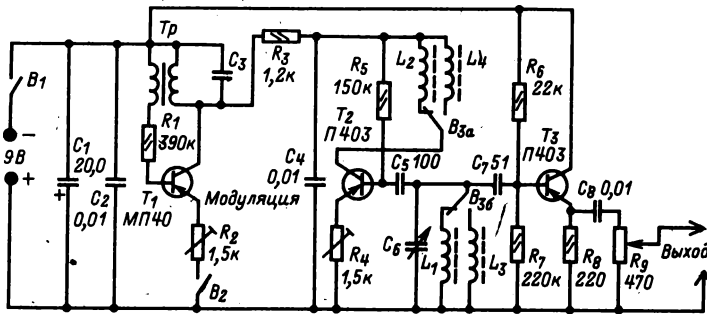 Тр
C3
R3
1,2к
L2
L4
R5
150к
R6
22к
B1
R1
390к
T2
П403
B3а
T3
П403
9В
C1
20,0
C2
0,01
T1
МП40
Модуляция
C4
0,01
C5 100
C7 51
C8 0,01
B3б
R2
1,5к
B2
R4
1,5к
C6
L1
L3
R7
220к
R8
220
R9
470
Выход